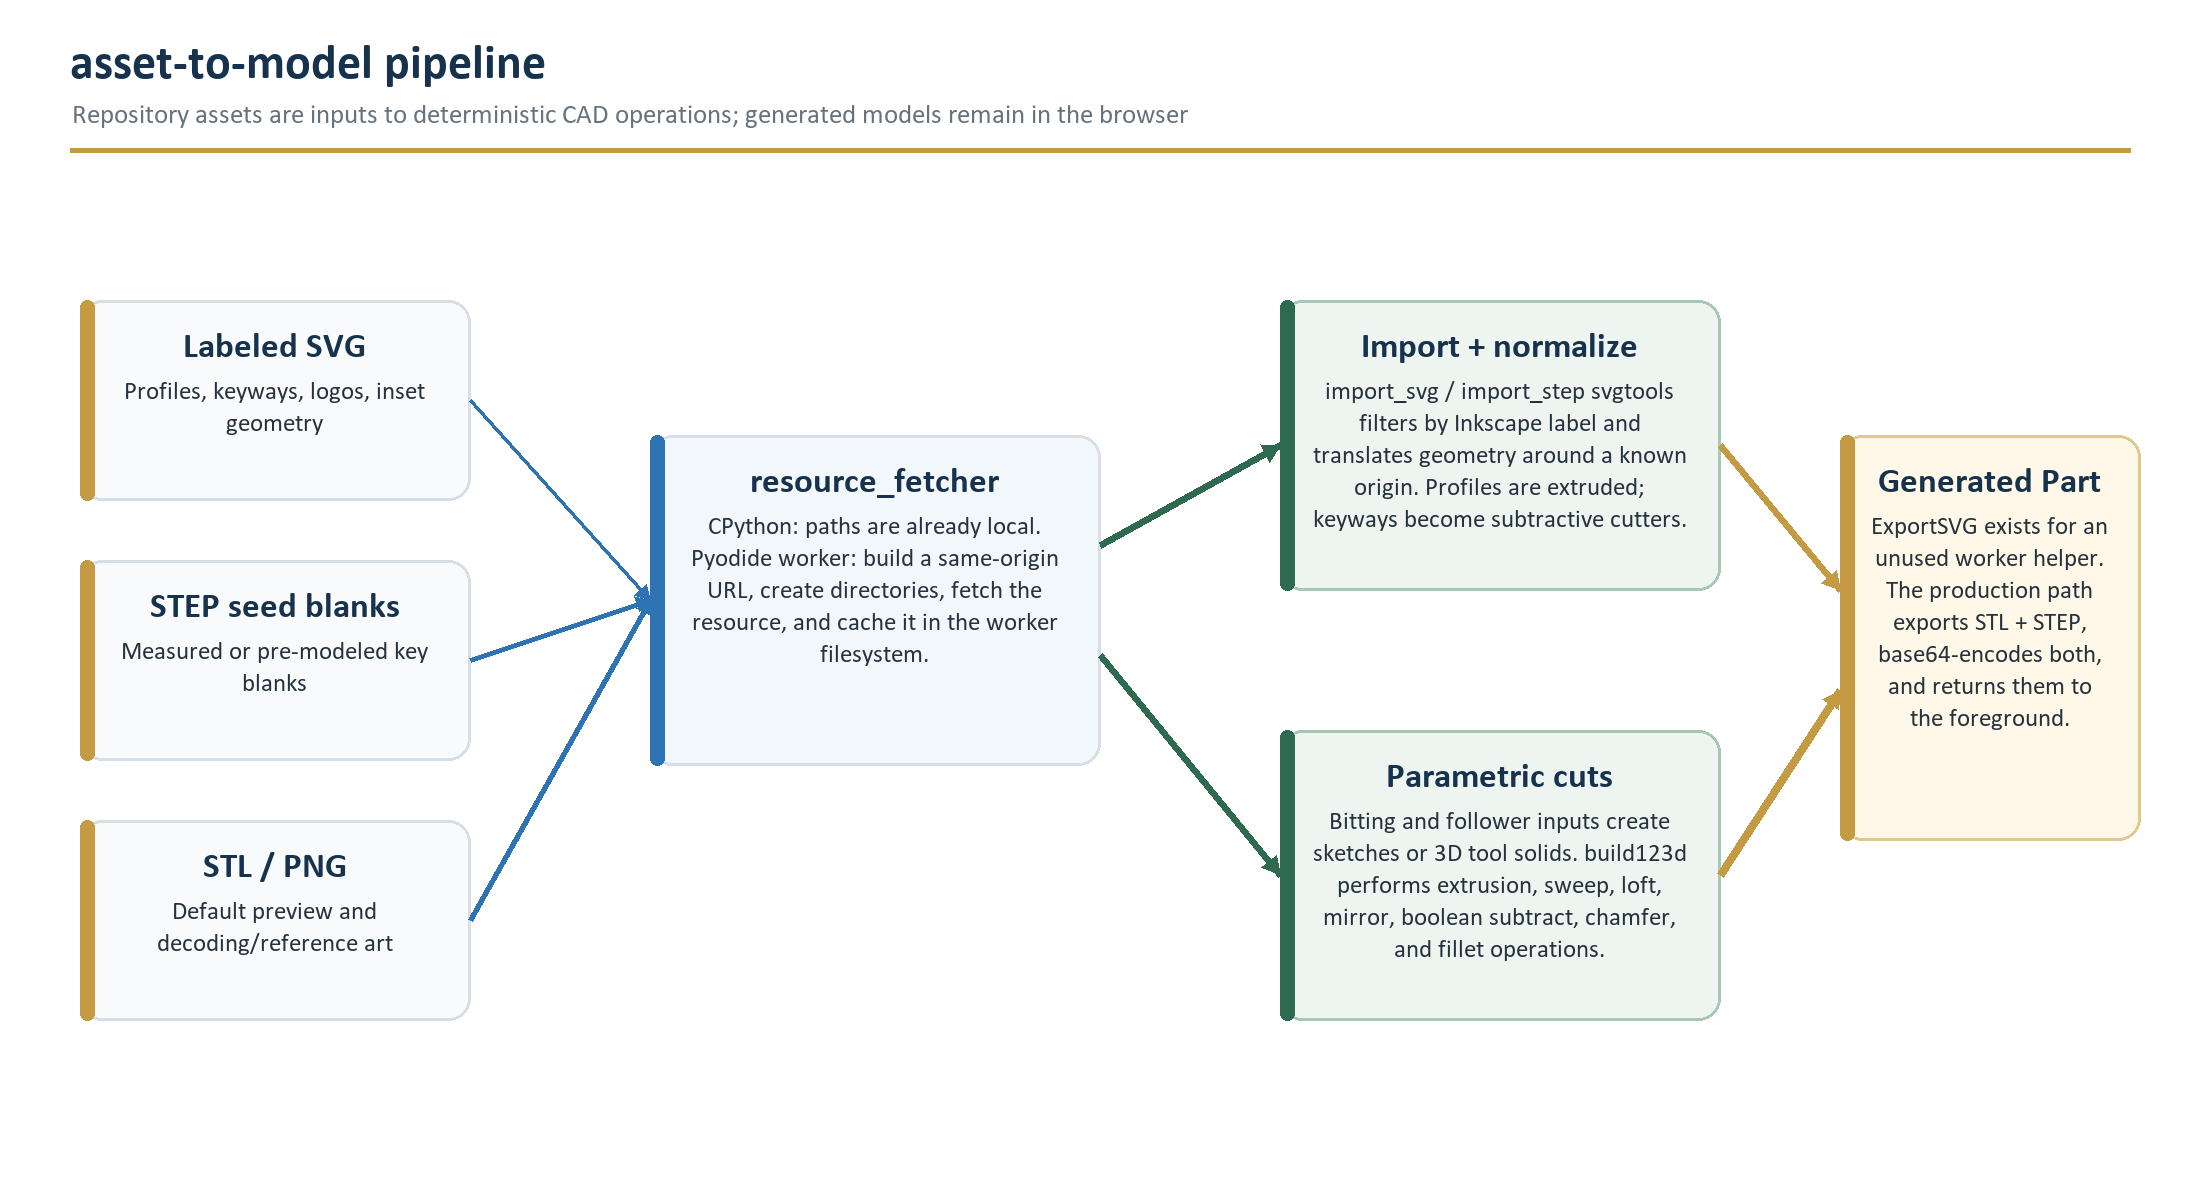 asset-to-model pipeline
Repository assets are inputs to deterministic CAD operations; generated models remain in the browser
Labeled SVG
Profiles, keyways, logos, inset
geometry
STEP seed blanks
Measured or pre-modeled key
blanks
STL / PNG
Default preview and
decoding/reference art
resource_fetcher
CPython: paths are already local.
Pyodide worker: build a same-origin
URL, create directories, fetch the
resource, and cache it in the worker
filesystem.
Import + normalize
import_svg / import_step svgtools
filters by Inkscape label and
translates geometry around a known
origin. Profiles are extruded;
keyways become subtractive cutters.
Parametric cuts
Bitting and follower inputs create
sketches or 3D tool solids. build123d
performs extrusion, sweep, loft,
mirror, boolean subtract, chamfer,
and fillet operations.
Generated Part
ExportSVG exists for an
unused worker helper.
The production path
exports STL + STEP,
base64-encodes both,
and returns them to
the foreground.